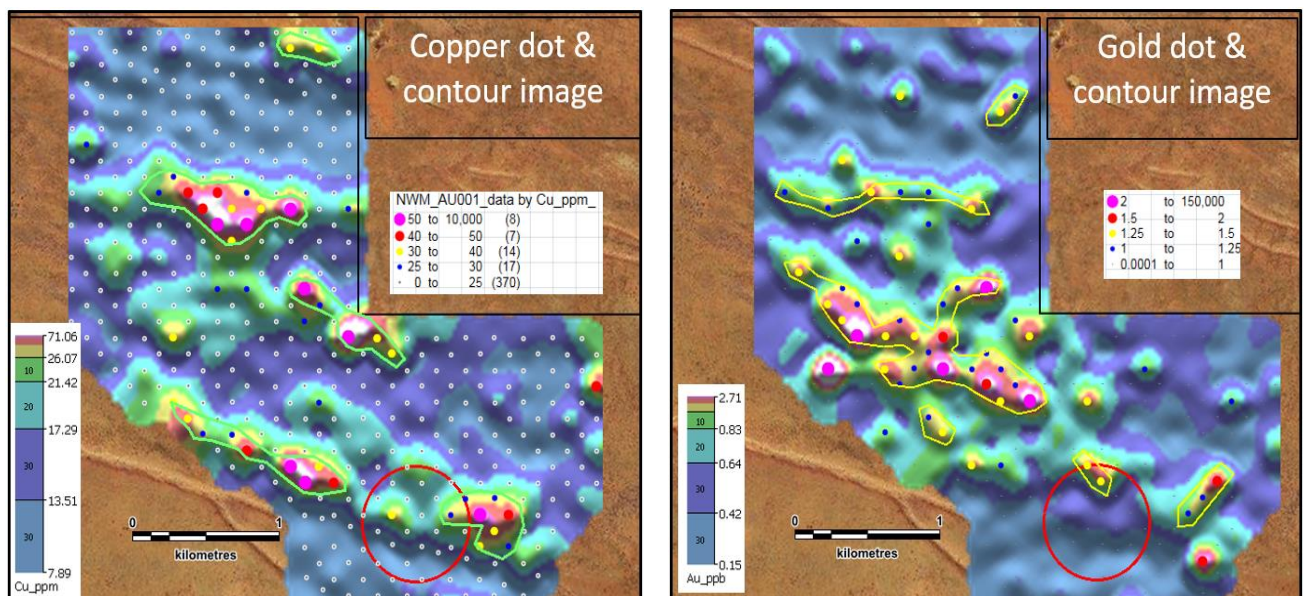 Copper dot &
contour image
NWM_AU001_data by Cu_ppm_
50 to 10,000 (8)
40 to 50 (7)
30 to 40 (14)
25 to 30 (17)
0 to 25 (370)
71.06
26.07
10
21.42
20
17.29
30
13.51
30
7.89
Cu_ppm
0 1
kilometres
Gold dot &
contour image
2 to 150,000
1.5 to 2
1.25 to 1.5
1 to 1.25
0.0001 to 1
2.71
10
0.83
20
0.64
30
0.42
30
0.15
Au_ppb
0 1
kilometres